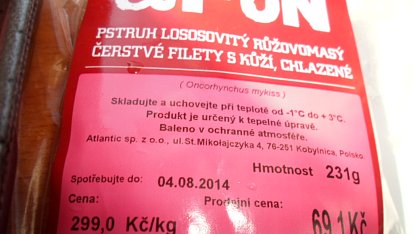 PSTRUH LOSOSOVITÝ RŮŽOVOMASÝ
ČERSTVÉ FILETY S KŮŽÍ, CHLAZENÉ
( Oncorhynchus mykiss )
Skladujte a uchovejte při teplotě od -1°C do + 3°C.
Produkt je určený k tepelné úpravě.
Baleno v ochranné atmosféře.
Atlantic sp. z o.o., ul.St.Mikołajczyka 4, 76-251 Kobylnica, Polsko
Hmotnost 231g
Spotřebujte do: 04.08.2014
Cena: Prodejní cena:
299,0 Kč/kg 69,1Kč